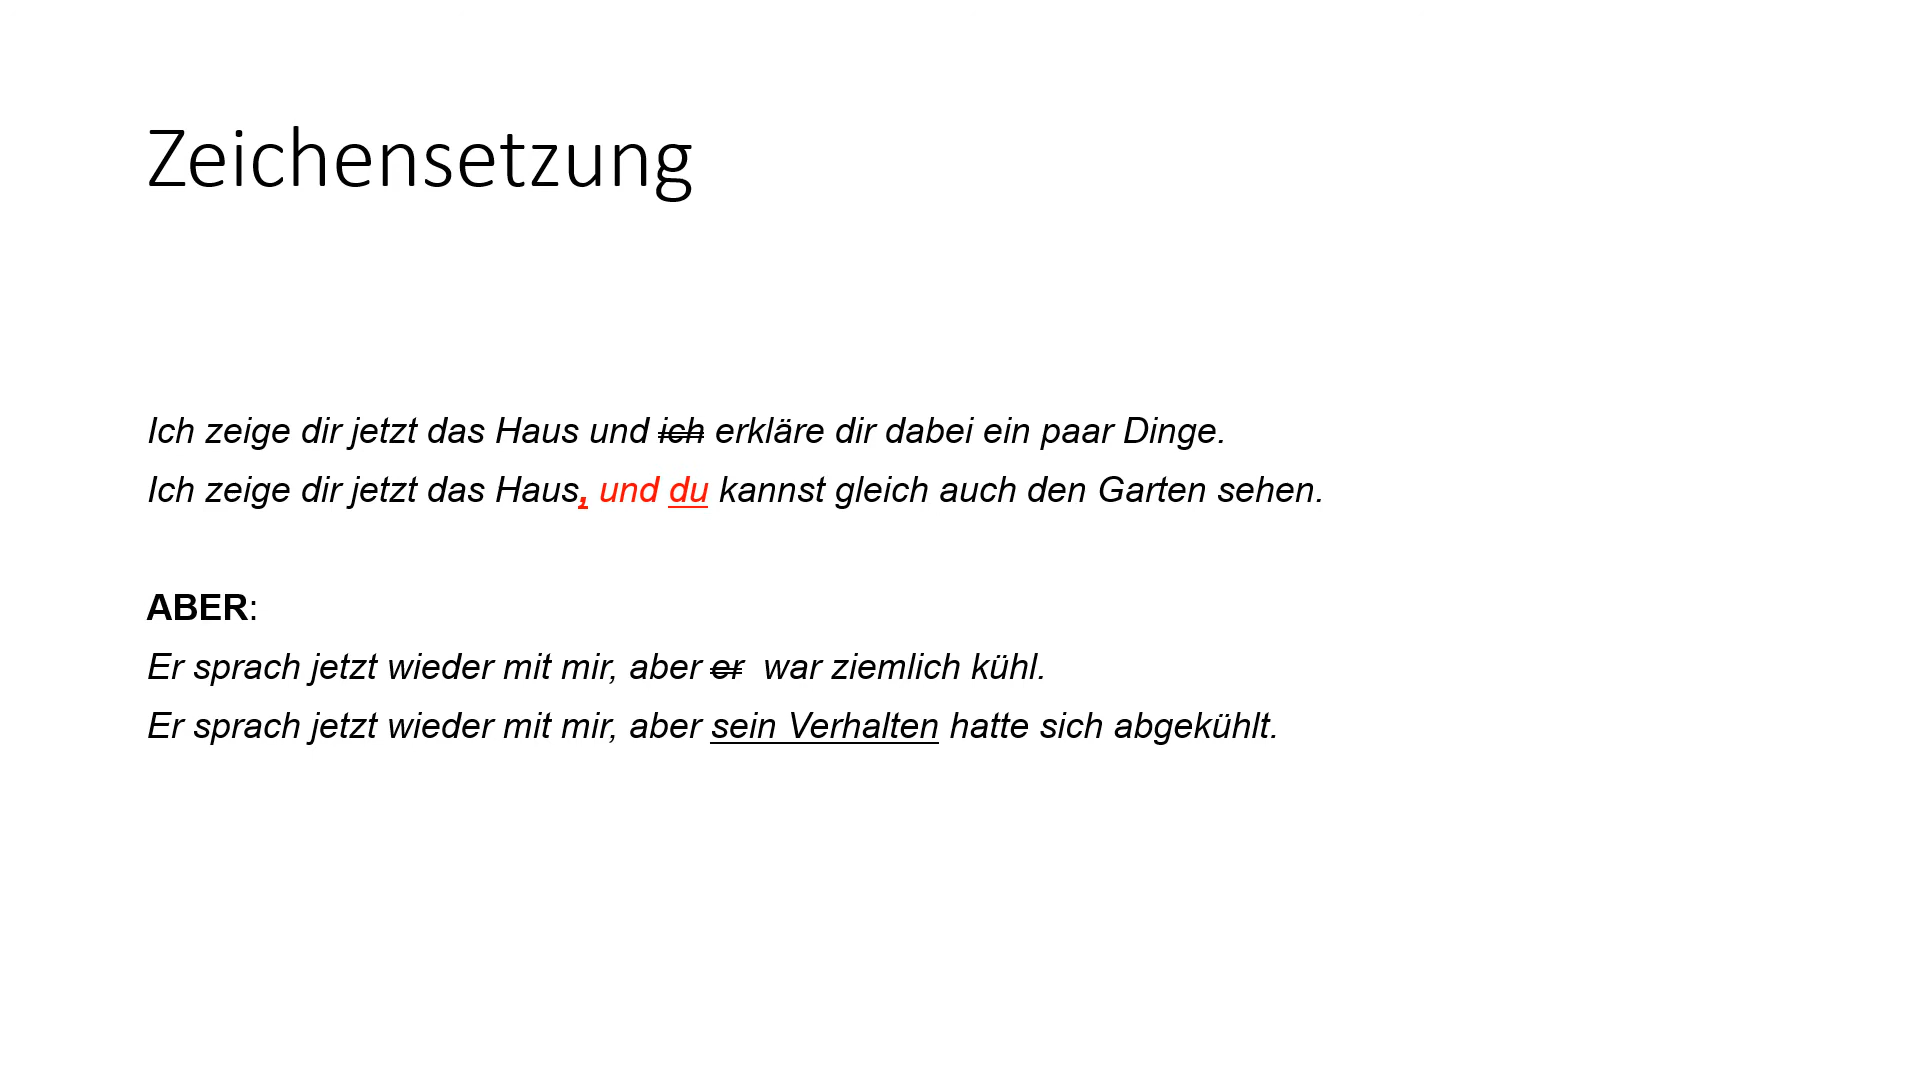 Zeichensetzung
Ich zeige dir jetzt das Haus und ich erkläre dir dabei ein paar Dinge.
Ich zeige dir jetzt das Haus, und du kannst gleich auch den Garten sehen.
ABER:
Er sprach jetzt wieder mit mir, aber er war ziemlich kühl.
Er sprach jetzt wieder mit mir, aber sein Verhalten hatte sich abgekühlt.